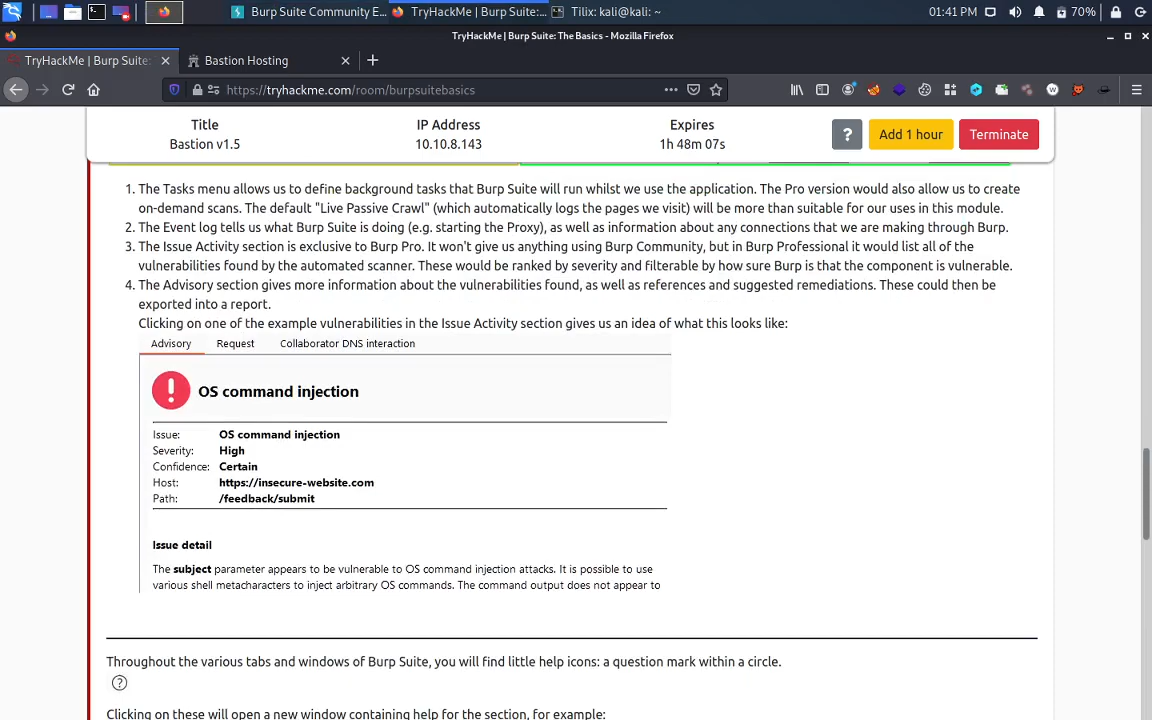 Burp Suite Community E...
TryHackMe | Burp Suite:...
Tilix: kali@kali: ~
01:41 PM
70%
TryHackMe | Burp Suite: The Basics - Mozilla Firefox
TryHackMe | Burp Suite:
Bastion Hosting
https://tryhackme.com/room/burpsuitebasics
Title
Bastion v1.5
IP Address
10.10.8.143
Expires
1h 48m 07s
?
Add 1 hour
Terminate
1. The Tasks menu allows us to define background tasks that Burp Suite will run whilst we use the application. The Pro version would also allow us to create
on-demand scans. The default "Live Passive Crawl" (which automatically logs the pages we visit) will be more than suitable for our uses in this module.
2. The Event log tells us what Burp Suite is doing (e.g. starting the Proxy), as well as information about any connections that we are making through Burp.
3. The Issue Activity section is exclusive to Burp Pro. It won't give us anything using Burp Community, but in Burp Professional it would list all of the
vulnerabilities found by the automated scanner. These would be ranked by severity and filterable by how sure Burp is that the component is vulnerable.
4. The Advisory section gives more information about the vulnerabilities found, as well as references and suggested remediations. These could then be
exported into a report.
Clicking on one of the example vulnerabilities in the Issue Activity section gives us an idea of what this looks like:
Advisory Request Collaborator DNS interaction
OS command injection
Issue: OS command injection
Severity: High
Confidence: Certain
Host: https://insecure-website.com
Path: /feedback/submit
Issue detail
The subject parameter appears to be vulnerable to OS command injection attacks. It is possible to use
various shell metacharacters to inject arbitrary OS commands. The command output does not appear to
Throughout the various tabs and windows of Burp Suite, you will find little help icons: a question mark within a circle.
?
Clicking on these will open a new window containing help for the section, for example: